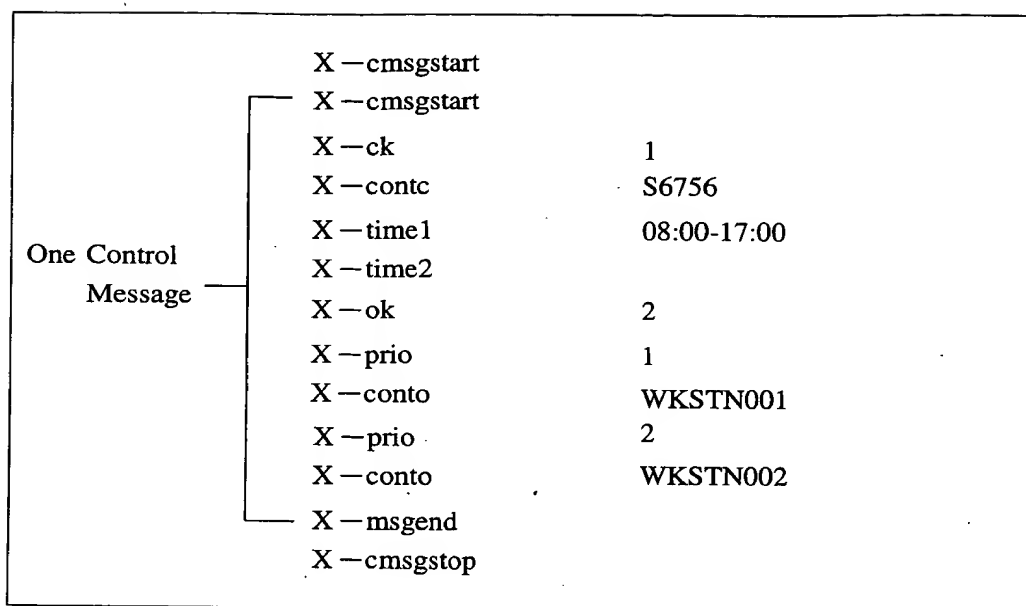 X—cmsgstart
X—cmsgstart
X—ck 1
X—contc S6756
X—time1 08:00-17:00
One Control
X—time2
Message
X—ok 2
X—prio 1
X—conto WKSTN001
X—prio 2
X—conto WKSTN002
X—msgend
X—cmsgstop